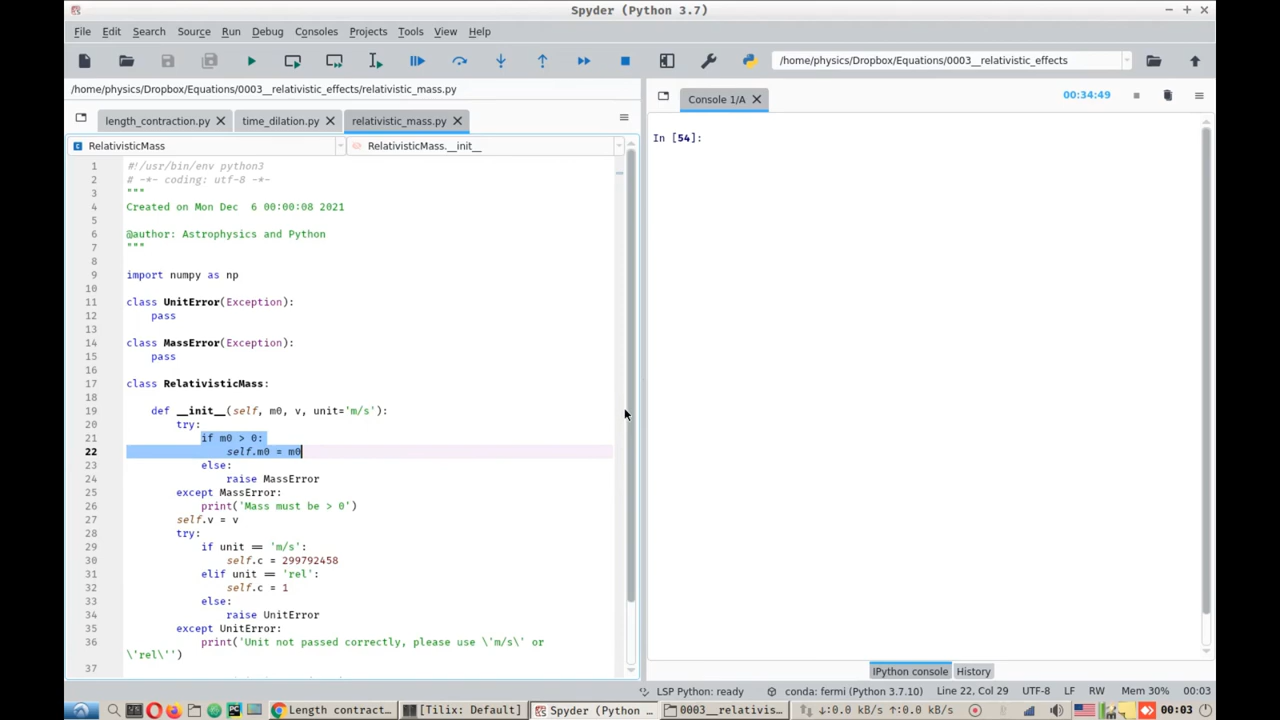 Spyder (Python 3.7)
File Edit Search Source Run Debug Consoles Projects Tools View Help
/home/physics/Dropbox/Equations/0003__relativistic_effects
/home/physics/Dropbox/Equations/0003__relativistic_effects/relativistic_mass.py
length_contraction.py time_dilation.py relativistic_mass.py
RelativisticMass RelativisticMass.__init__
1 #!/usr/bin/env python3
2 # -*- coding: utf-8 -*-
3 """
4 Created on Mon Dec  6 00:00:08 2021
5
6 @author: Astrophysics and Python
7 """
8
9 import numpy as np
10
11 class UnitError(Exception):
12     pass
13
14 class MassError(Exception):
15     pass
16
17 class RelativisticMass:
18
19     def __init__(self, m0, v, unit='m/s'):
20         try:
21             if m0 > 0:
22                 self.m0 = m0
23             else:
24                 raise MassError
25         except MassError:
26             print('Mass must be > 0')
27         self.v = v
28         try:
29             if unit == 'm/s':
30                 self.c = 299792458
31             elif unit == 'rel':
32                 self.c = 1
33             else:
34                 raise UnitError
35         except UnitError:
36             print('Unit not passed correctly, please use \'m/s\' or
\'rel\'')
37
Console 1/A 00:34:49
In [54]:
IPython console History
LSP Python: ready conda: fermi (Python 3.7.10) Line 22, Col 29 UTF-8 LF RW Mem 30% 00:03
Length contract... [Tilix: Default] Spyder (Python ... 0003__relativis... ↓:0.0 kB/s ↑:0.0 kB/s 00:03